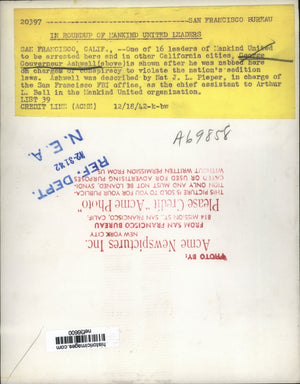 20397 SAN FRANCISCO BUREAU
IN ROUNDUP OF MANKIND UNITED LEADERS
SAN FRANCISCO, CALIF., --One of 16 leaders of Mankind United
to be arrested here and in other California cities, George
Gouverneur Ashwell(above)is shown after he was nabbed here
on charges of conspiracy to violate the nation's sedition
laws. Ashwell was described by Nat J. L. Pieper, in charge of
the San Francisco FBI office, as the chief assistant to Arthur
L. Bell in the Mankind United organization.
LIST 39
CREDIT LINE (ACME) 12/18/42-h-bm
N. E. A.
REF. DEPT.
A69858
PHOTO BY:
Acme Newspictures Inc.
NEW YORK CITY
FROM SAN FRANCISCO BUREAU
814 MISSION ST. SAN FRANCISCO, CALIF.
Please Credit "Acme Photo"
THIS PICTURE IS SOLD TO YOU FOR YOUR PUBLICA-
TION ONLY AND MUST NOT BE LOANED, SYNDI-
CATED OR USED FOR ADVERTISING PURPOSES
WITHOUT WRITTEN PERMISSION FROM US
historicimages.com